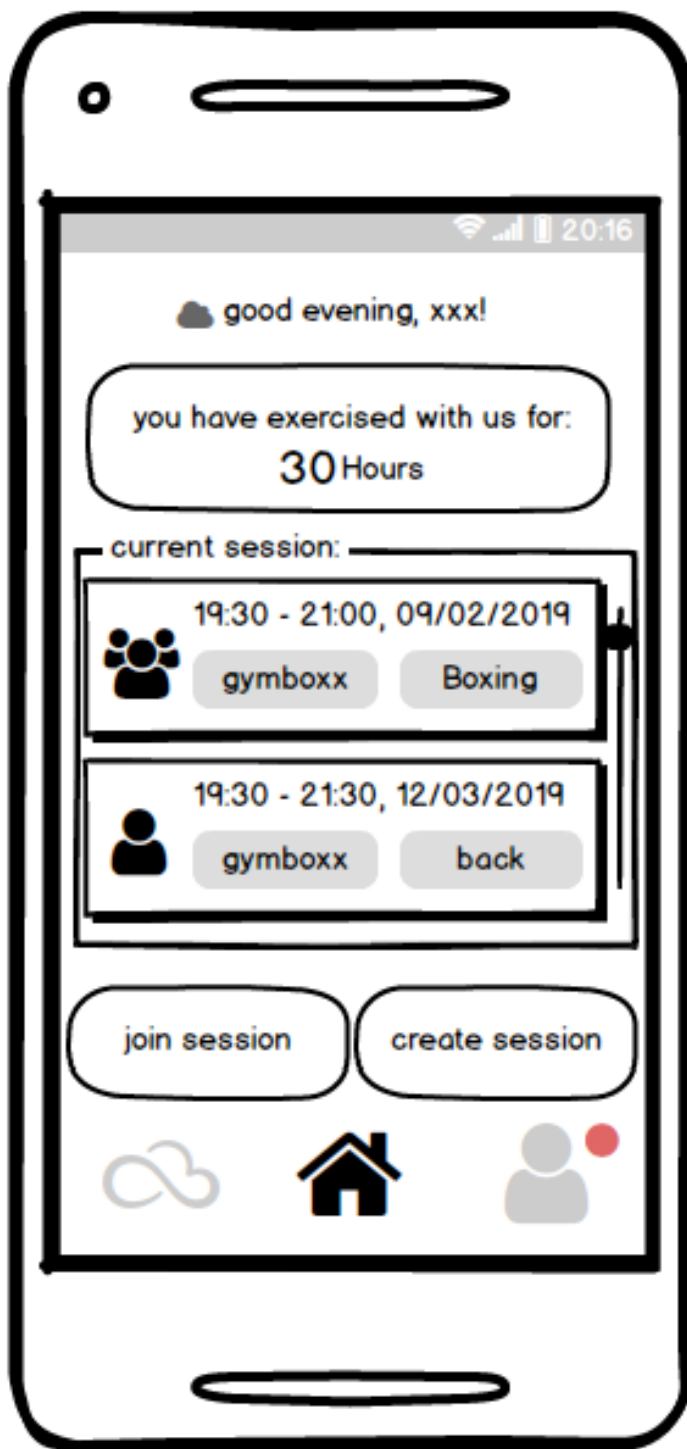 20:16
good evening, xxx!
you have exercised with us for:
30 Hours
current session:
19:30 - 21:00, 09/02/2019
gymboxx Boxing
19:30 - 21:30, 12/03/2019
gymboxx back
join session create session